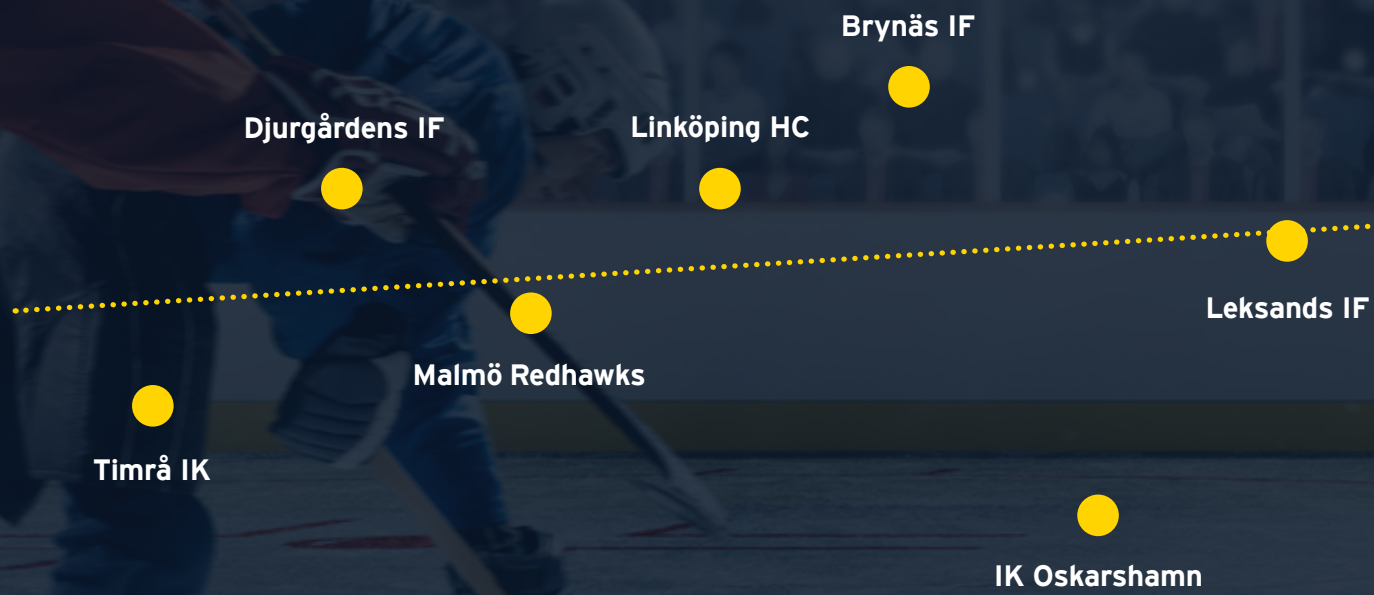 Brynäs IF
Djurgårdens IF
Linköping HC
Leksands IF
Malmö Redhawks
Timrå IK
IK Oskarshamn